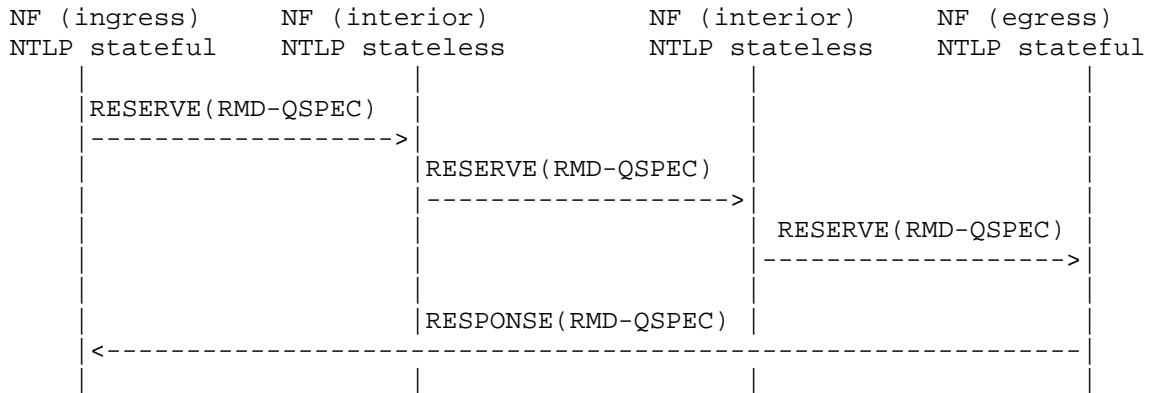 NF (ingress) NF (interior) NF (interior) NF (egress)
NTLP stateful NTLP stateless NTLP stateless NTLP stateful
RESERVE(RMD-QSPEC)
RESERVE(RMD-QSPEC)
RESERVE(RMD-QSPEC)
RESPONSE(RMD-QSPEC)